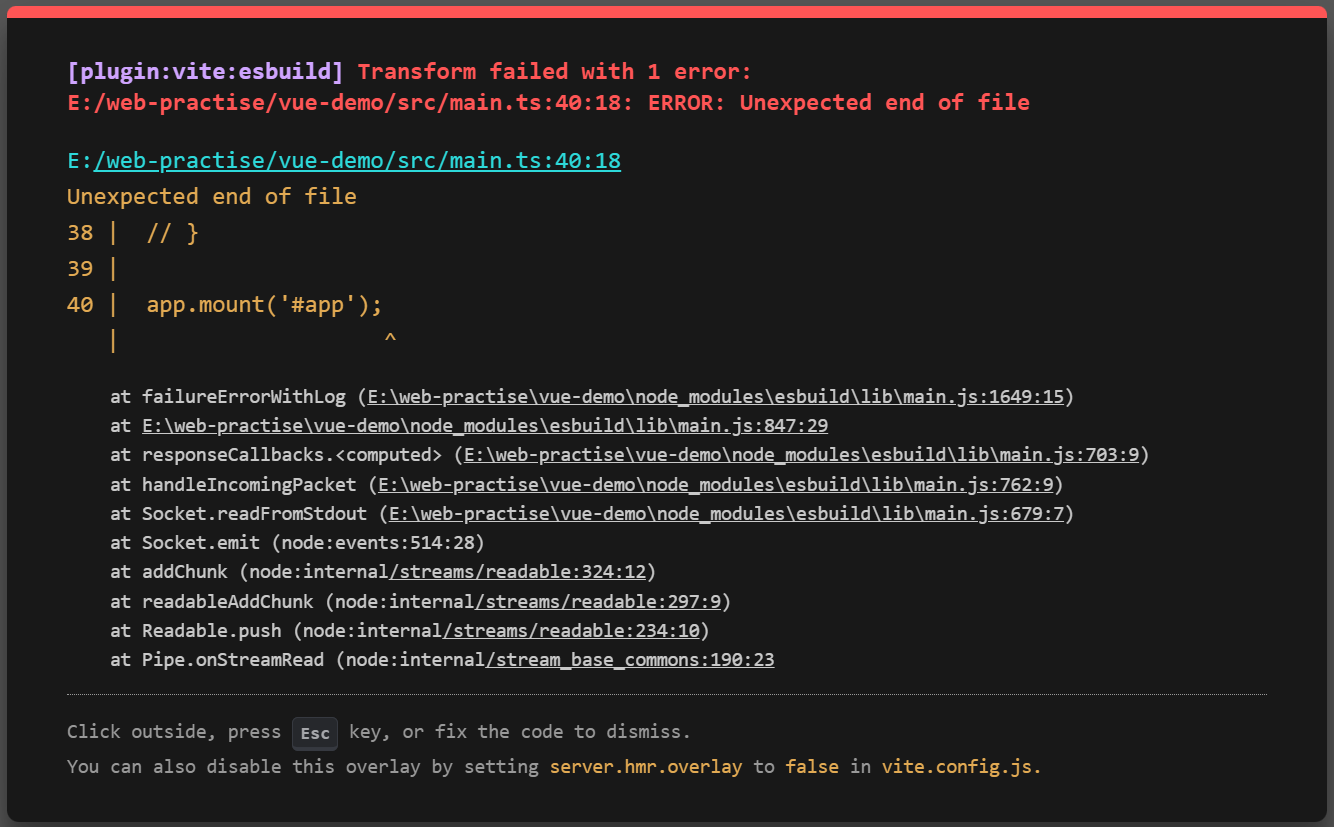 [plugin:vite:esbuild] Transform failed with 1 error:
E:/web-practise/vue-demo/src/main.ts:40:18: ERROR: Unexpected end of file
E:/web-practise/vue-demo/src/main.ts:40:18
Unexpected end of file
38 |  // }
39 |
40 |  app.mount('#app');
   |                    ^
    at failureErrorWithLog (E:\web-practise\vue-demo\node_modules\esbuild\lib\main.js:1649:15)
    at E:\web-practise\vue-demo\node_modules\esbuild\lib\main.js:847:29
    at responseCallbacks.<computed> (E:\web-practise\vue-demo\node_modules\esbuild\lib\main.js:703:9)
    at handleIncomingPacket (E:\web-practise\vue-demo\node_modules\esbuild\lib\main.js:762:9)
    at Socket.readFromStdout (E:\web-practise\vue-demo\node_modules\esbuild\lib\main.js:679:7)
    at Socket.emit (node:events:514:28)
    at addChunk (node:internal/streams/readable:324:12)
    at readableAddChunk (node:internal/streams/readable:297:9)
    at Readable.push (node:internal/streams/readable:234:10)
    at Pipe.onStreamRead (node:internal/stream_base_commons:190:23
Click outside, press Esc key, or fix the code to dismiss.
You can also disable this overlay by setting server.hmr.overlay to false in vite.config.js.